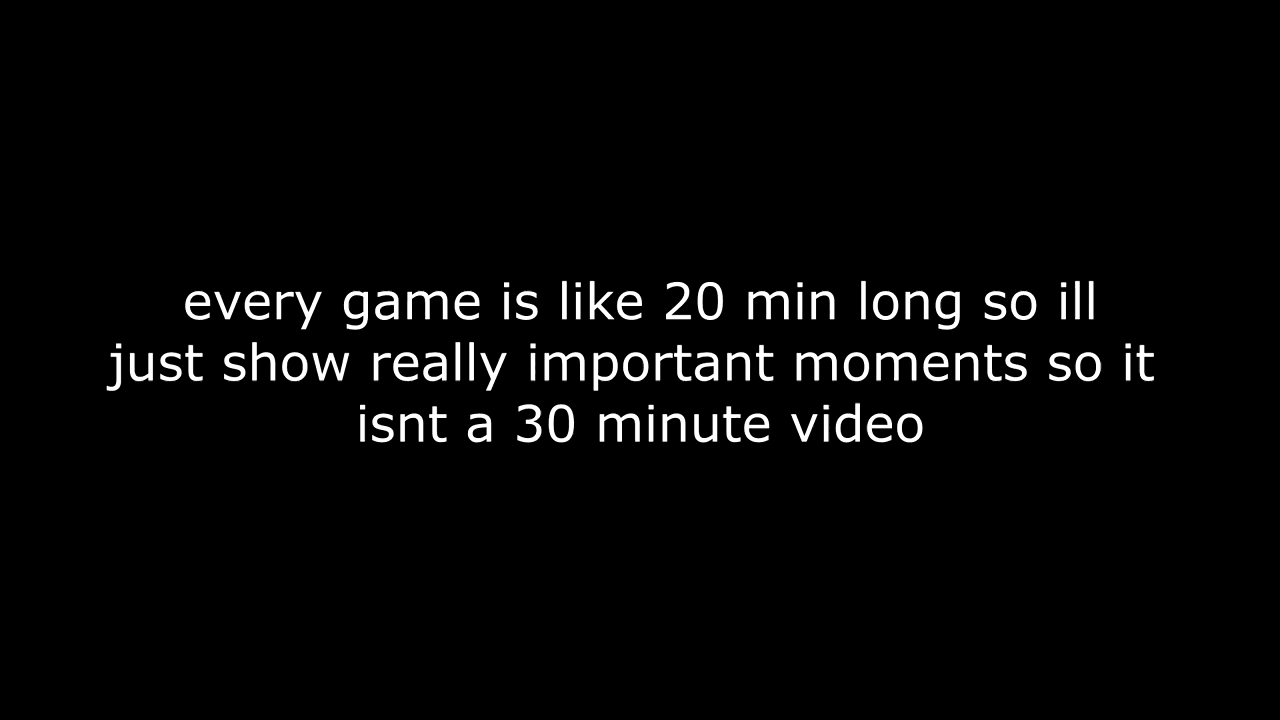 every game is like 20 min long so ill
just show really important moments so it
isnt a 30 minute video